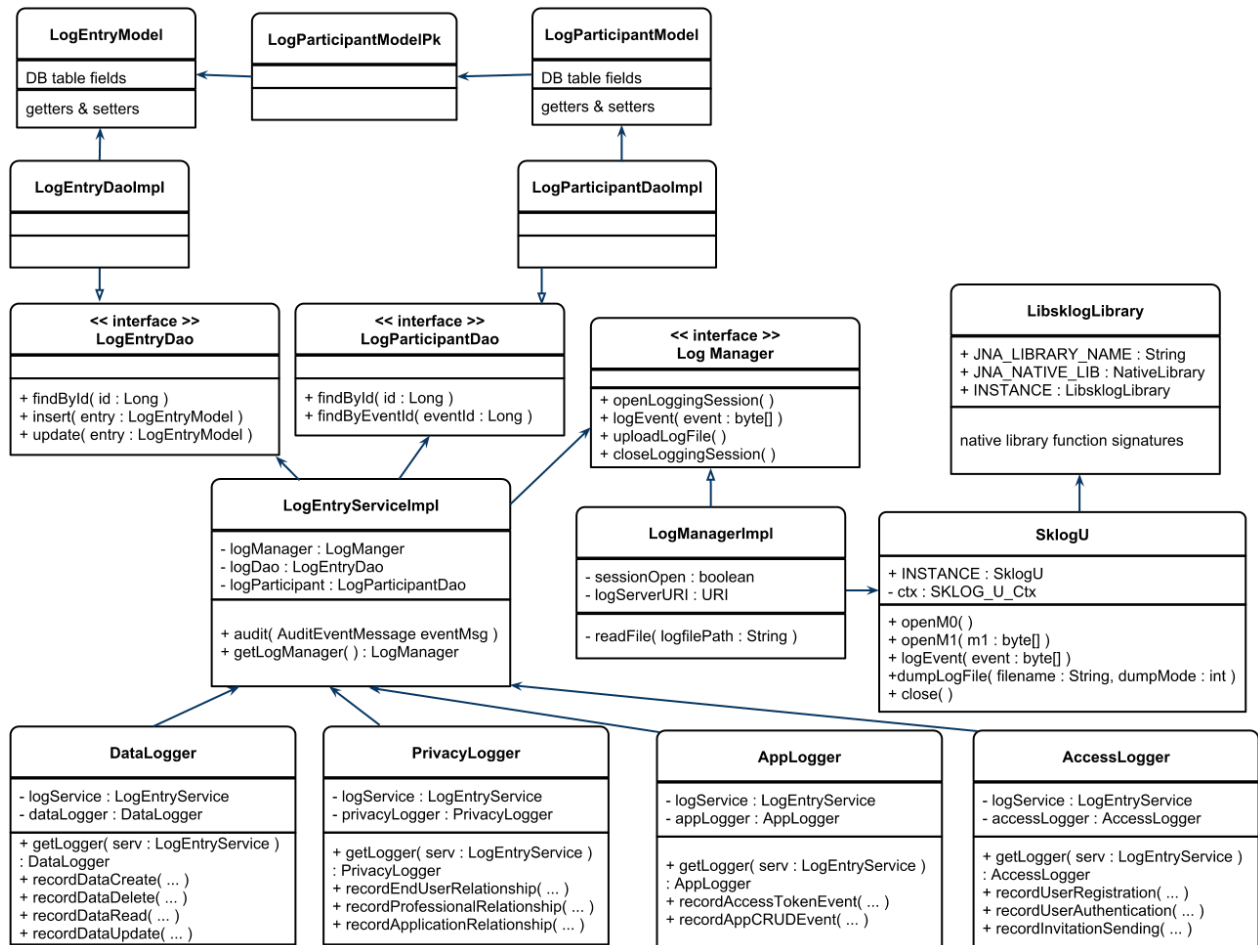 LogEntryModel
DB table fields
getters & setters
LogParticipantModelPk
LogParticipantModel
DB table fields
getters & setters
LogEntryDaoImpl
LogParticipantDaoImpl
<< interface >>
LogEntryDao
+ findById( id : Long )
+ insert( entry : LogEntryModel )
+ update( entry : LogEntryModel )
<< interface >>
LogParticipantDao
+ findById( id : Long )
+ findByEventId( eventId : Long )
<< interface >>
Log Manager
+ openLoggingSession( )
+ logEvent( event : byte[] )
+ uploadLogFile( )
+ closeLoggingSession( )
LibsklogLibrary
+ JNA_LIBRARY_NAME : String
+ JNA_NATIVE_LIB : NativeLibrary
+ INSTANCE : LibsklogLibrary
native library function signatures
LogEntryServiceImpl
- logManager : LogManger
- logDao : LogEntryDao
- logParticipant : LogParticipantDao
+ audit( AuditEventMessage eventMsg )
+ getLogManager( ) : LogManager
LogManagerImpl
- sessionOpen : boolean
- logServerURI : URI
- readFile( logfilePath : String )
SklogU
+ INSTANCE : SklogU
- ctx : SKLOG_U_Ctx
+ openM0( )
+ openM1( m1 : byte[] )
+ logEvent( event : byte[] )
+dumpLogFile( filename : String, dumpMode : int )
+ close( )
DataLogger
- logService : LogEntryService
- dataLogger : DataLogger
+ getLogger( serv : LogEntryService )
: DataLogger
+ recordDataCreate( ... )
+ recordDataDelete( ... )
+ recordDataRead( ... )
+ recordDataUpdate( ... )
PrivacyLogger
- logService : LogEntryService
- privacyLogger : PrivacyLogger
+ getLogger( serv : LogEntryService )
: PrivacyLogger
+ recordEndUserRelationship( ... )
+ recordProfessionalRelationship( ... )
+ recordApplicationRelationship( ... )
AppLogger
- logService : LogEntryService
- appLogger : AppLogger
+ getLogger( serv : LogEntryService )
: AppLogger
+ recordAccessTokenEvent( ... )
+ recordAppCRUDEvent( ... )
AccessLogger
- logService : LogEntryService
- accessLogger : AccessLogger
+ getLogger( serv : LogEntryService )
: AccessLogger
+ recordUserRegistration( ... )
+ recordUserAuthentication( ... )
+ recordInvitationSending( ... )